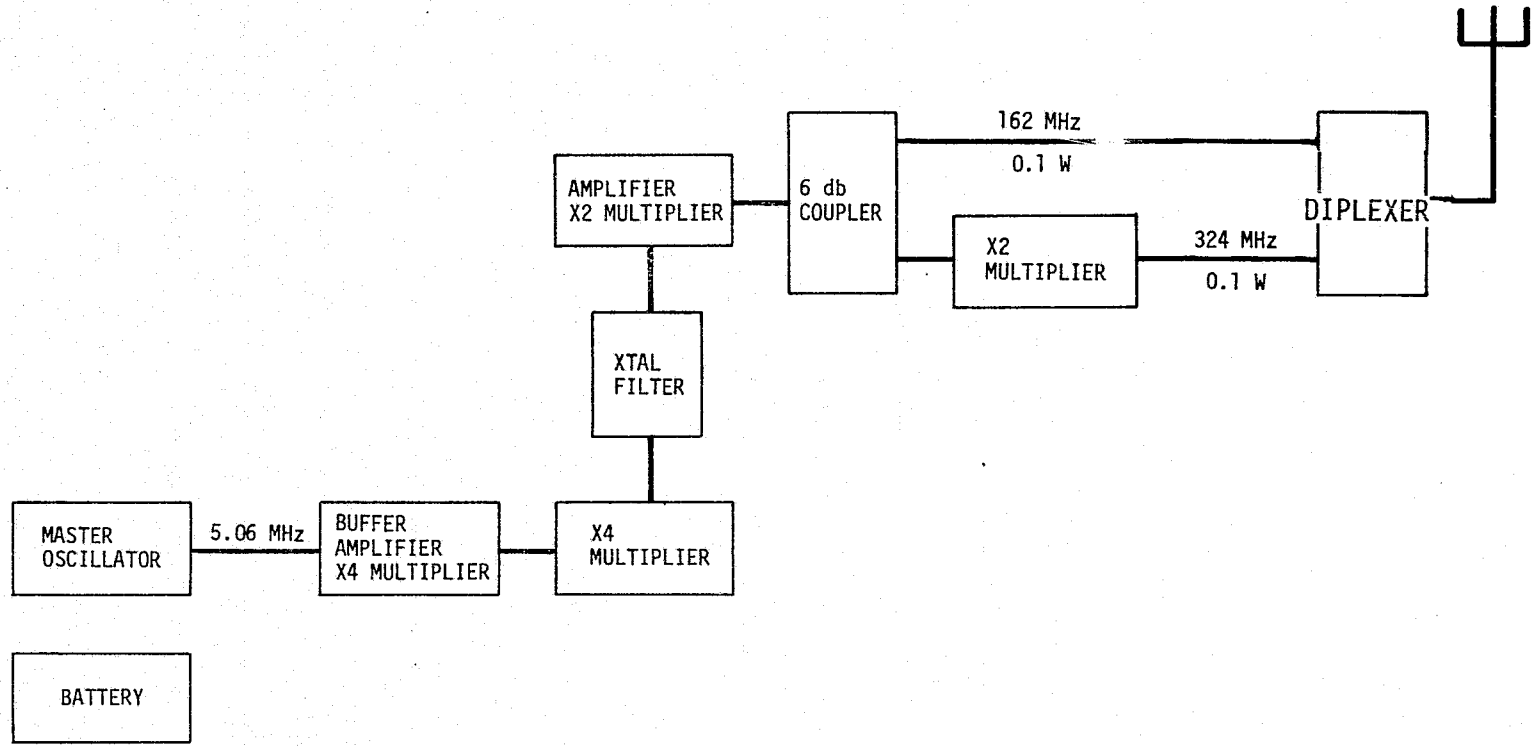 162 MHz
0.1 W
AMPLIFIER
X2 MULTIPLIER
6 db
COUPLER
DIPLEXER
X2
MULTIPLIER
324 MHz
0.1 W
XTAL
FILTER
MASTER
OSCILLATOR
5.06 MHz
BUFFER
AMPLIFIER
X4 MULTIPLIER
X4
MULTIPLIER
BATTERY